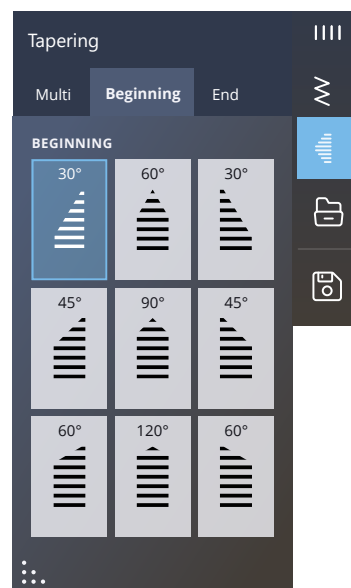 Tapering
Multi Beginning End
BEGINNING
30° 60° 30°
45° 90° 45°
60° 120° 60°